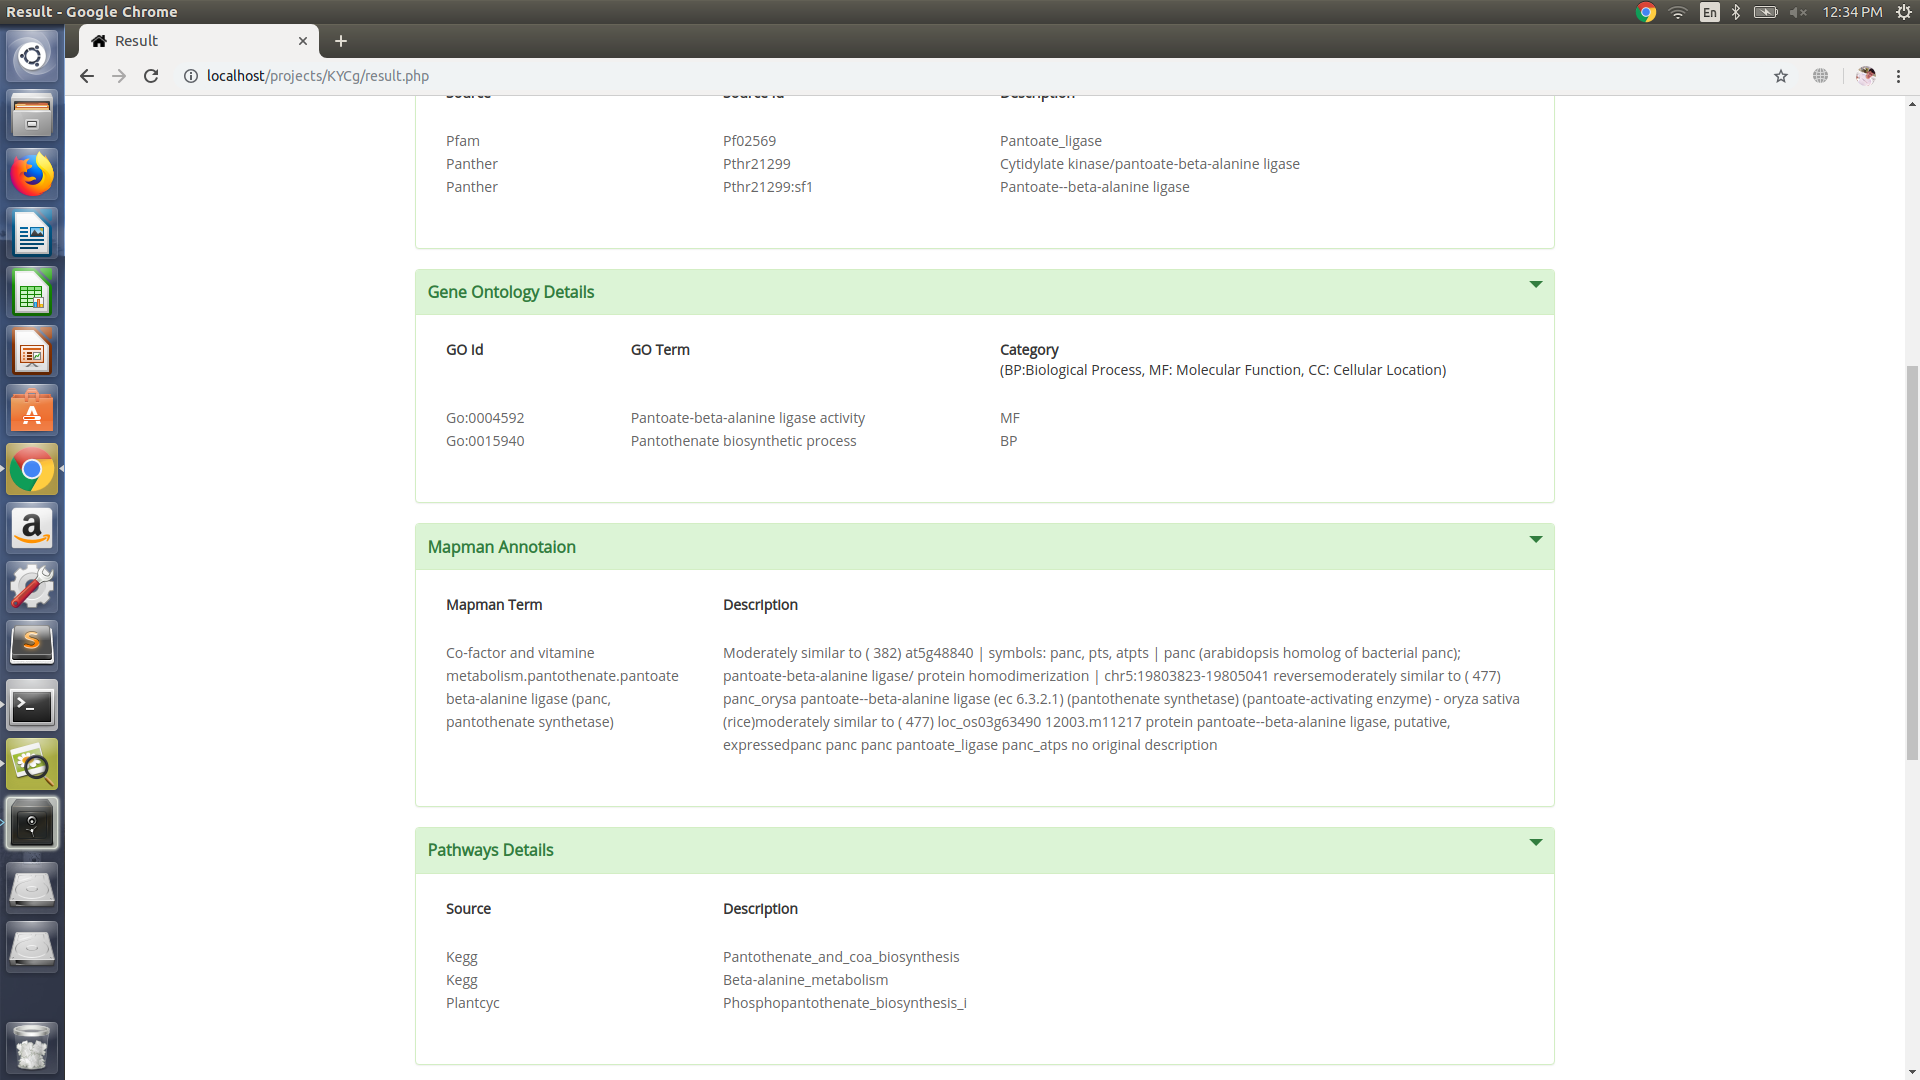 Result - Google Chrome
En
12:34 PM
Result
localhost/projects/KYCg/result.php
Source Source Id Description
Pfam Pf02569 Pantoate_ligase
Panther Pthr21299 Cytidylate kinase/pantoate-beta-alanine ligase
Panther Pthr21299:sf1 Pantoate--beta-alanine ligase
Gene Ontology Details
GO Id GO Term Category
(BP:Biological Process, MF: Molecular Function, CC: Cellular Location)
Go:0004592 Pantoate-beta-alanine ligase activity MF
Go:0015940 Pantothenate biosynthetic process BP
Mapman Annotaion
Mapman Term Description
Co-factor and vitamine
metabolism.pantothenate.pantoate
beta-alanine ligase (panc,
pantothenate synthetase)
Moderately similar to ( 382) at5g48840 | symbols: panc, pts, atpts | panc (arabidopsis homolog of bacterial panc);
pantoate-beta-alanine ligase/ protein homodimerization | chr5:19803823-19805041 reversemoderately similar to ( 477)
panc_orysa pantoate--beta-alanine ligase (ec 6.3.2.1) (pantothenate synthetase) (pantoate-activating enzyme) - oryza sativa
(rice)moderately similar to ( 477) loc_os03g63490 12003.m11217 protein pantoate--beta-alanine ligase, putative,
expressedpanc panc panc pantoate_ligase panc_atps no original description
Pathways Details
Source Description
Kegg Pantothenate_and_coa_biosynthesis
Kegg Beta-alanine_metabolism
Plantcyc Phosphopantothenate_biosynthesis_i